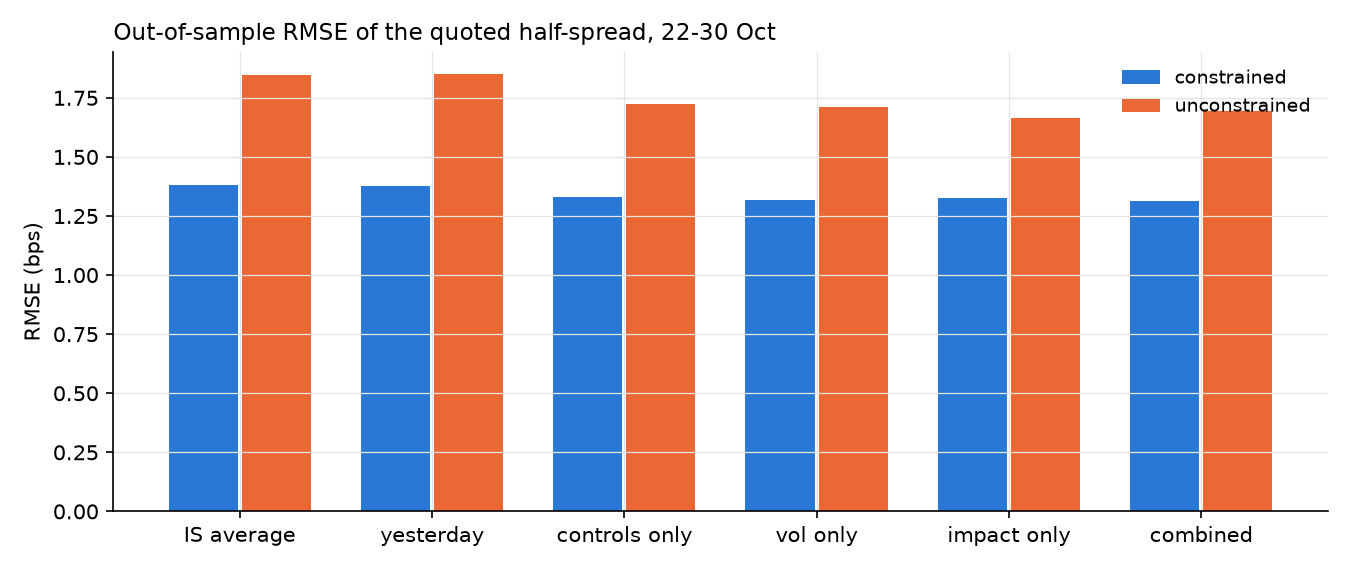 Out-of-sample RMSE of the quoted half-spread, 22-30 Oct
constrained
unconstrained
RMSE (bps)
1.75
1.50
1.25
1.00
0.75
0.50
0.25
0.00
IS average
yesterday
controls only
vol only
impact only
combined